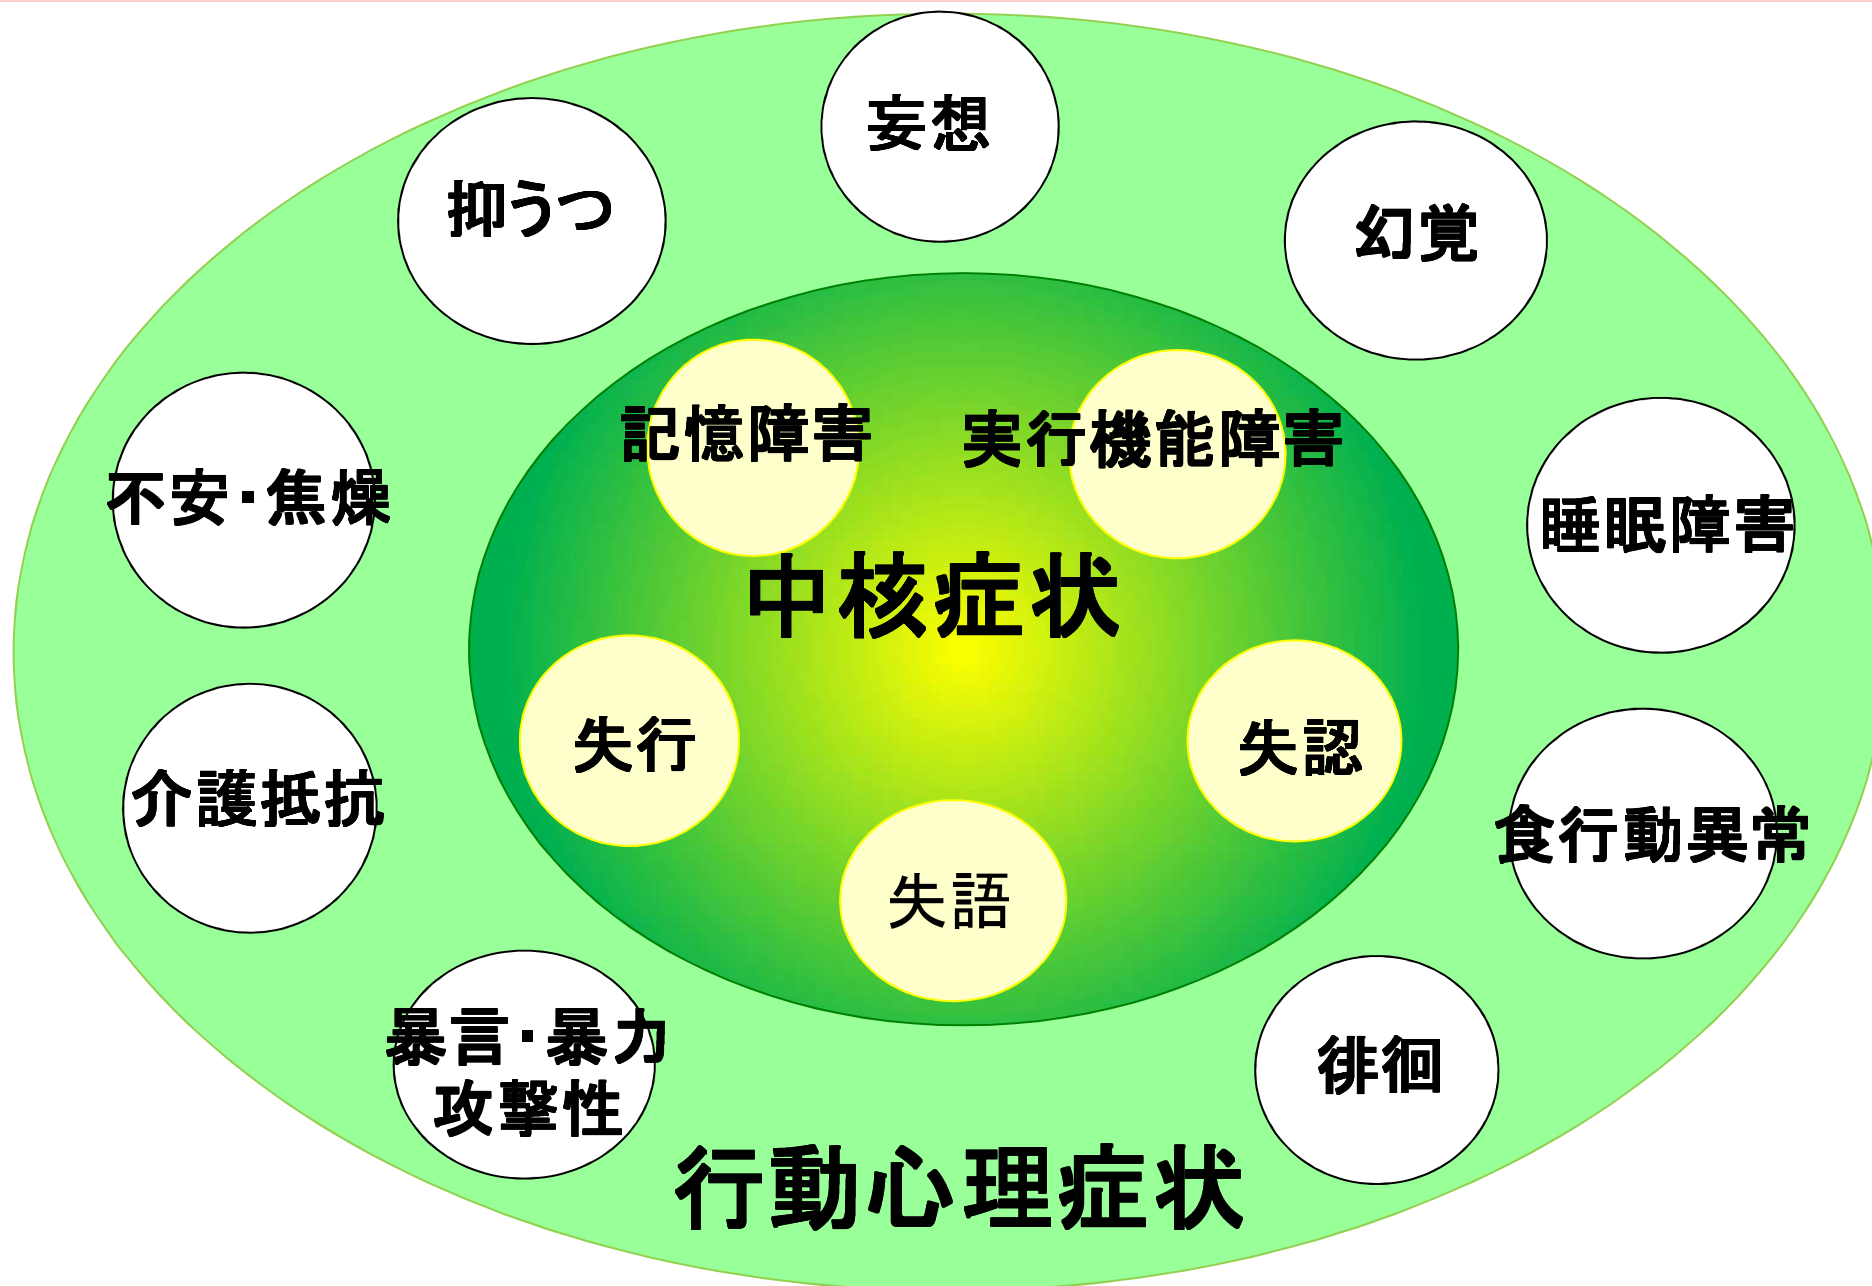 妄想
抑うつ
幻覚
記憶障害
実行機能障害
不安・焦燥
睡眠障害
中核症状
失行
失認
介護抵抗
食行動異常
失語
暴言・暴力
攻撃性
徘徊
行動心理症状